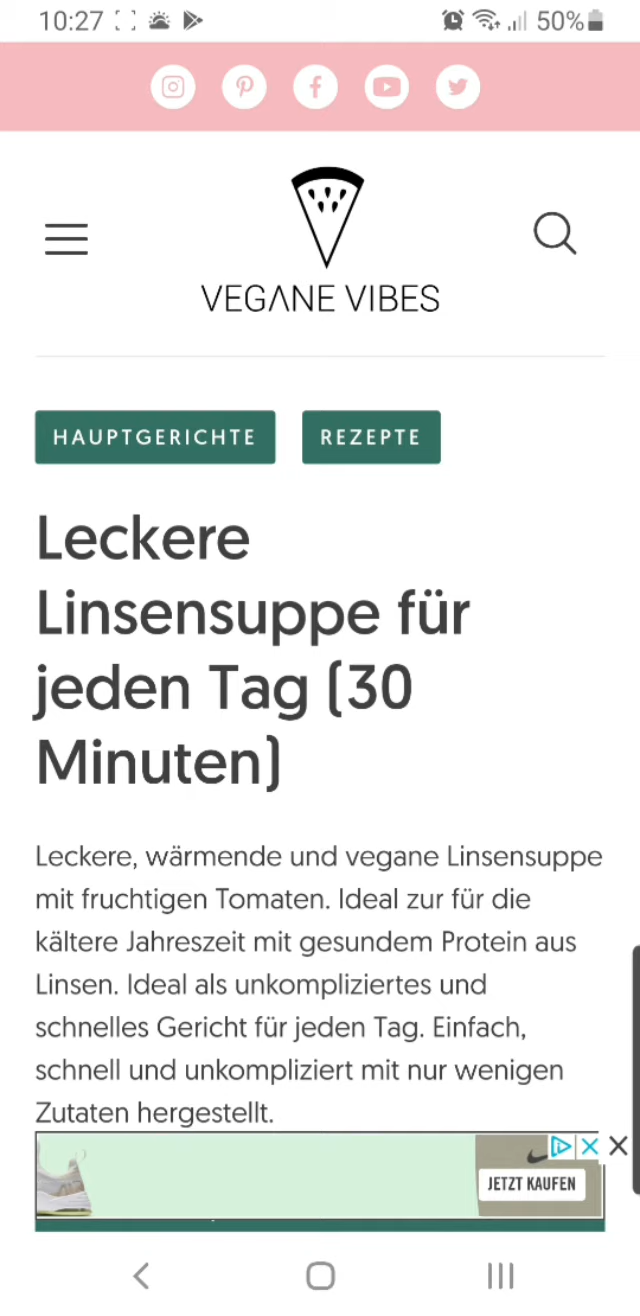 10:27
50%
VEGANE VIBES
HAUPTGERICHTE
REZEPTE
Leckere
Linsensuppe für
jeden Tag (30
Minuten)
Leckere, wärmende und vegane Linsensuppe
mit fruchtigen Tomaten. Ideal zur für die
kältere Jahreszeit mit gesundem Protein aus
Linsen. Ideal als unkompliziertes und
schnelles Gericht für jeden Tag. Einfach,
schnell und unkompliziert mit nur wenigen
Zutaten hergestellt.
JETZT KAUFEN